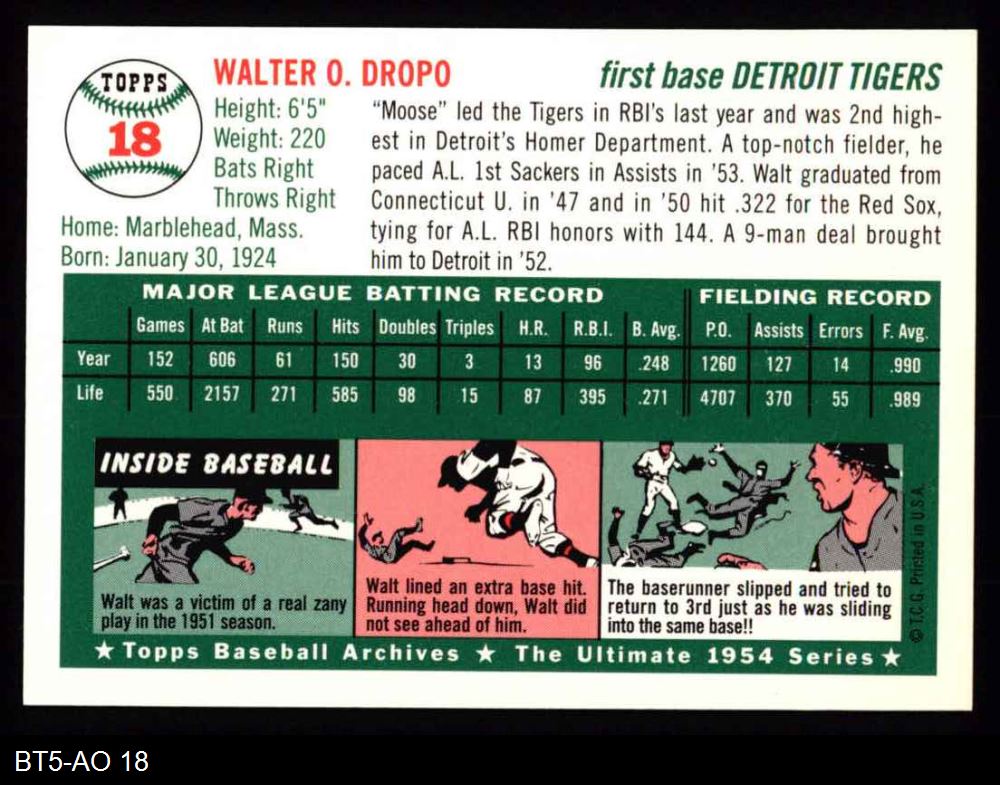 TOPPS
18
WALTER O. DROPO
first base DETROIT TIGERS
Height: 6'5"
Weight: 220
Bats Right
Throws Right
Home: Marblehead, Mass.
Born: January 30, 1924
"Moose" led the Tigers in RBI's last year and was 2nd high-
est in Detroit's Homer Department. A top-notch fielder, he
paced A.L. 1st Sackers in Assists in '53. Walt graduated from
Connecticut U. in '47 and in '50 hit .322 for the Red Sox,
tying for A.L. RBI honors with 144. A 9-man deal brought
him to Detroit in '52.
MAJOR LEAGUE BATTING RECORD FIELDING RECORD
Games At Bat Runs Hits Doubles Triples H.R. R.B.I. B. Avg. P.O. Assists Errors F. Avg.
Year 152 606 61 150 30 3 13 96 .248 1260 127 14 .990
Life 550 2157 271 585 98 15 87 395 .271 4707 370 55 .989
INSIDE BASEBALL
Walt was a victim of a real zany
play in the 1951 season.
Walt lined an extra base hit.
Running head down, Walt did
not see ahead of him.
The baserunner slipped and tried to
return to 3rd just as he was sliding
into the same base!!
© T.C.G. Printed in U.S.A.
★ Topps Baseball Archives ★ The Ultimate 1954 Series ★
BT5-AO 18